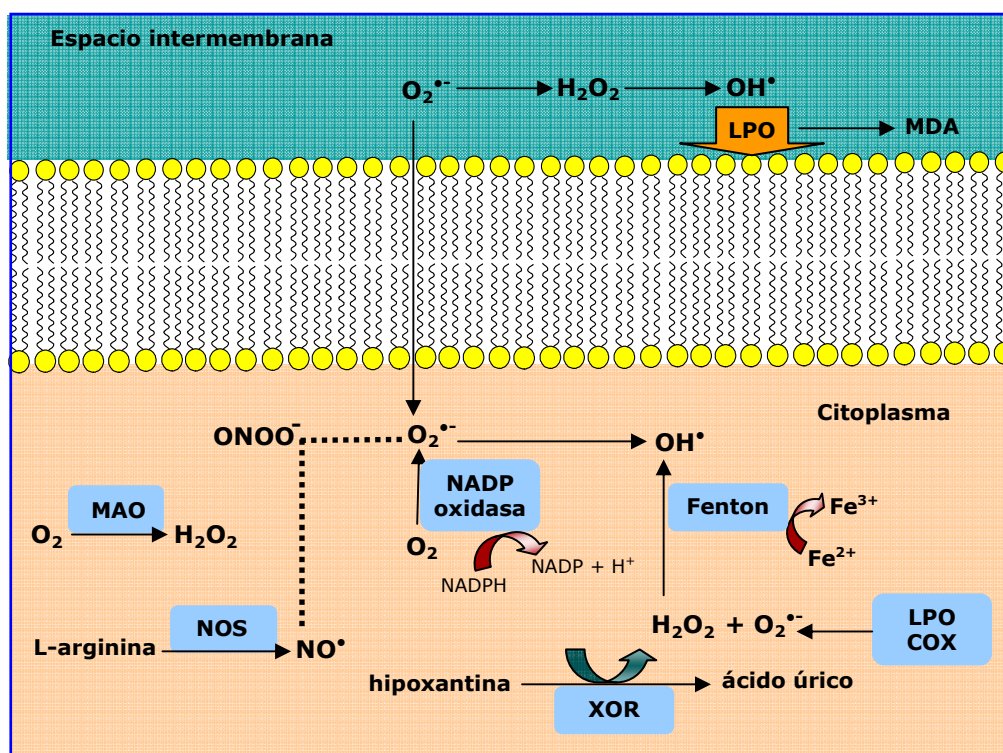 Espacio intermembrana
O₂•- H₂O₂ OH•
LPO MDA
Citoplasma
ONOO- O₂•- OH•
NADP
oxidasa
MAO
O₂ H₂O₂
Fenton
Fe³⁺
Fe²⁺
O₂
NADPH NADP + H⁺
NOS
L-arginina NO•
H₂O₂ + O₂•-
LPO
COX
hipoxantina ácido úrico
XOR